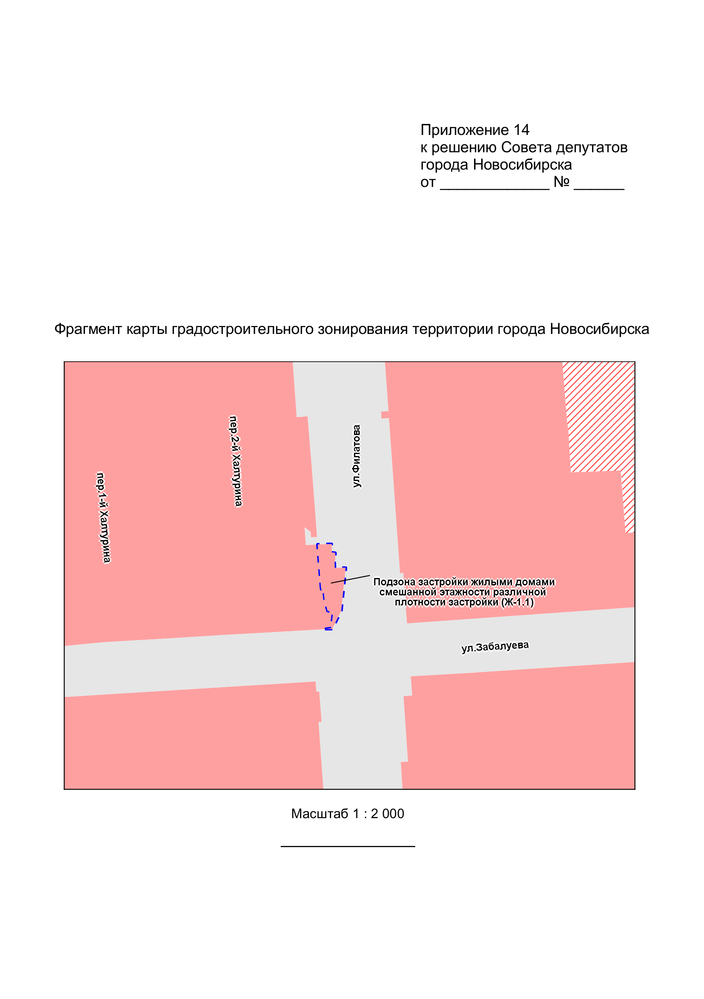 Приложение 14
к решению Совета депутатов
города Новосибирска
от _____________ № ______
Фрагмент карты градостроительного зонирования территории города Новосибирска
пер.2-й Халтурина
ул.Филатова
пер.1-й Халтурина
Подзона застройки жилыми домами
смешанной этажности различной
плотности застройки (Ж-1.1)
ул.Забалуева
Масштаб 1 : 2 000